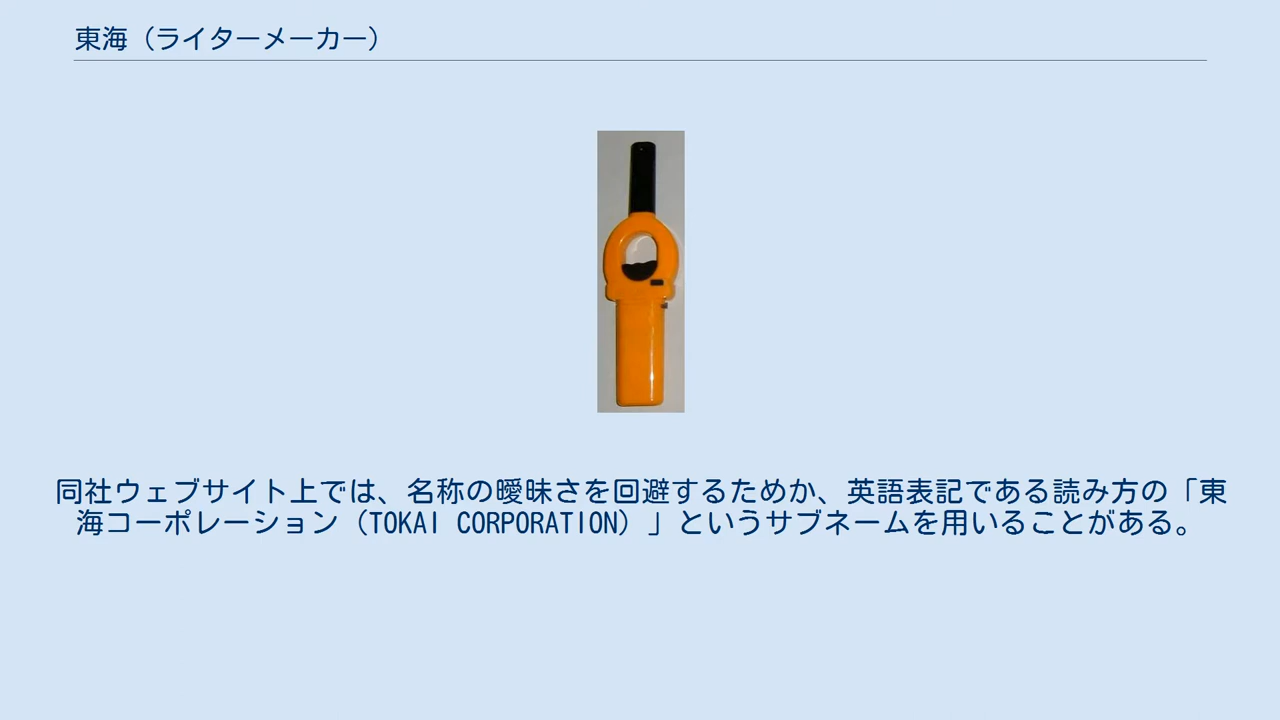 東海（ライターメーカー）
同社ウェブサイト上では、名称の曖昧さを回避するためか、英語表記である読み方の「東
海コーポレーション（TOKAI CORPORATION）」というサブネームを用いることがある。